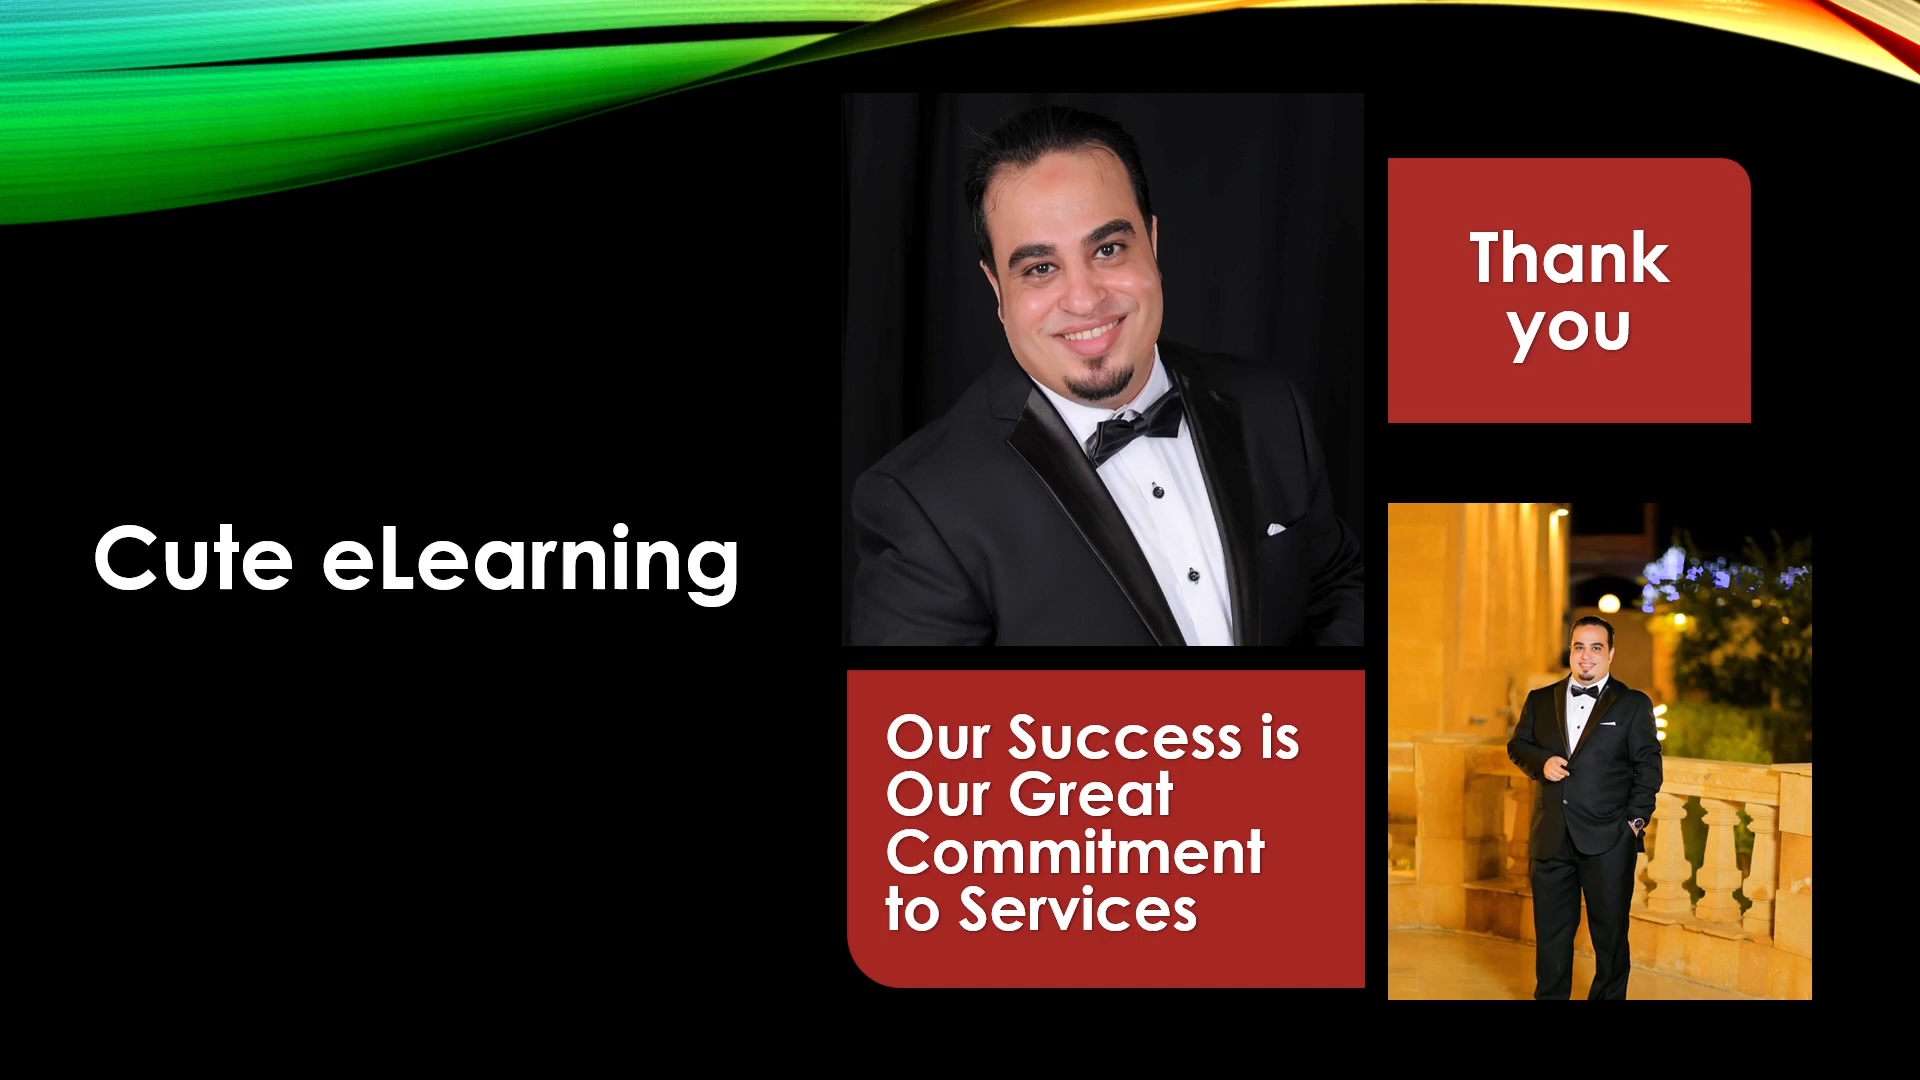 Cute eLearning
Thank
you
Our Success is
Our Great
Commitment
to Services